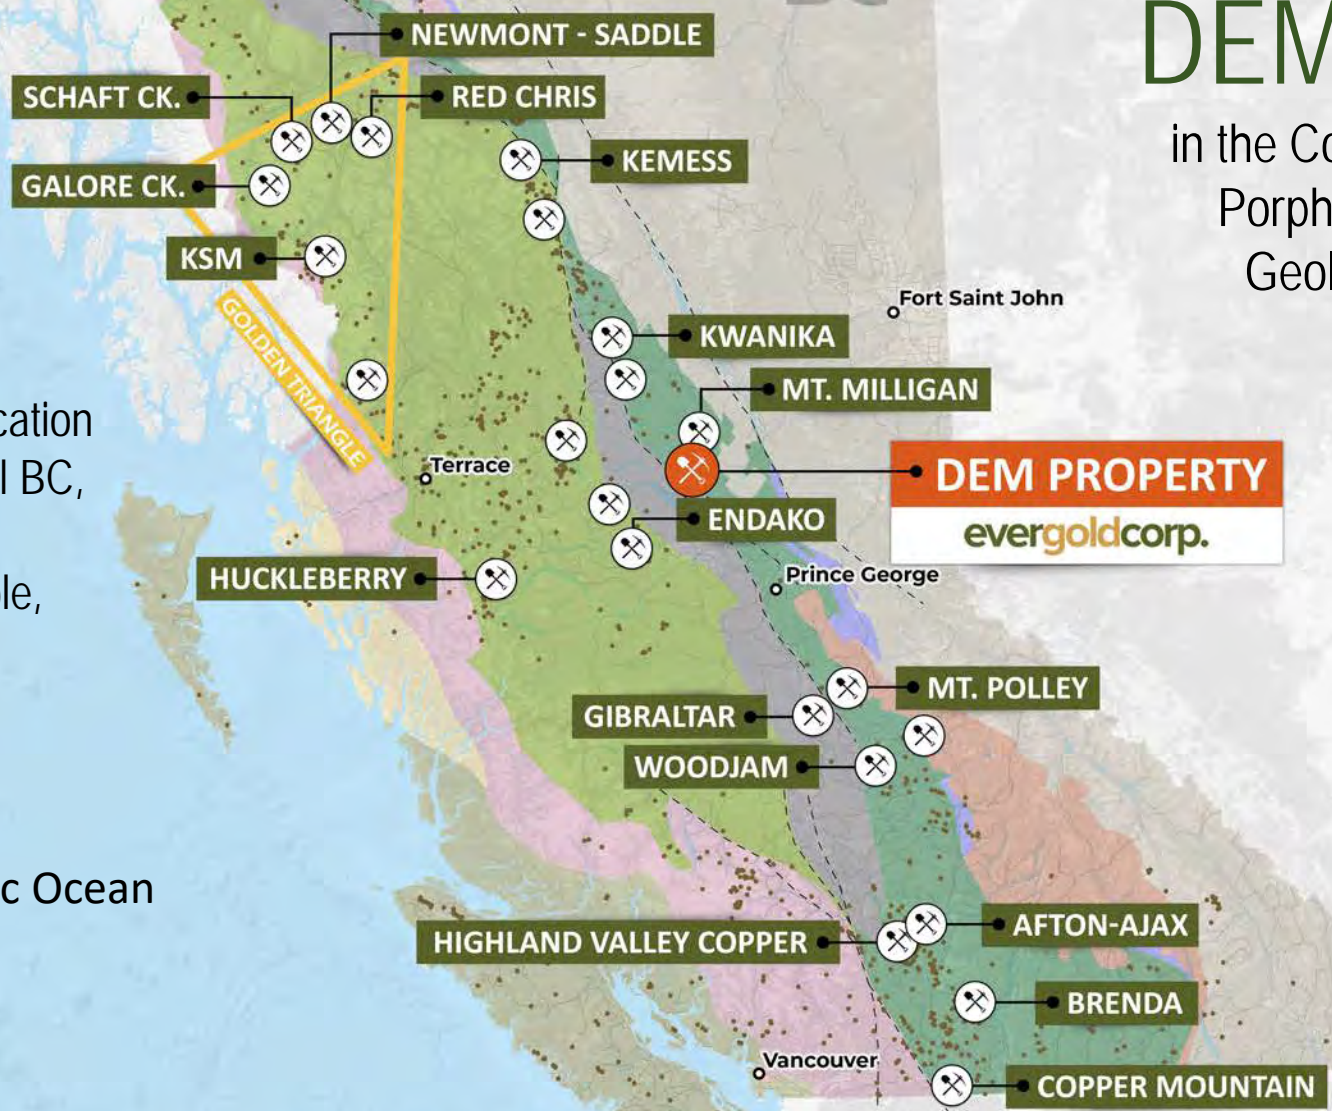 DEM
in the Co
Porph
Geol
NEWMONT - SADDLE
SCHAFT CK.
RED CHRIS
KEMESS
GALORE CK.
KSM
GOLDEN TRIANGLE
Fort Saint John
KWANIKA
MT. MILLIGAN
cation
l BC,
Terrace
DEM PROPERTY
evergoldcorp.
ENDAKO
HUCKLEBERRY
Prince George
le,
MT. POLLEY
GIBRALTAR
WOODJAM
c Ocean
AFTON-AJAX
HIGHLAND VALLEY COPPER
BRENDA
Vancouver
COPPER MOUNTAIN